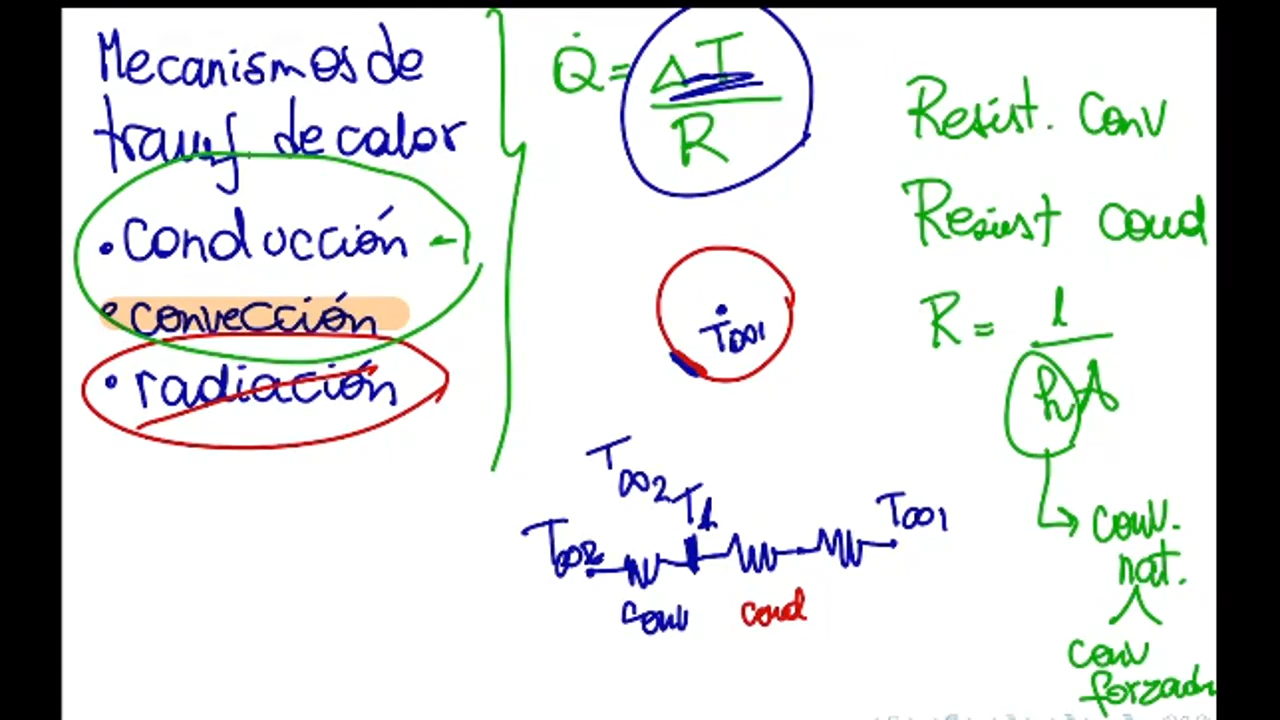 Mecanismos de
transf de calor
• conducción
• convección
• radiación
Q̇ = ΔT
R
T∞1
T∞2
T1
T∞2
T∞1
conv
cond
Resist. Conv
Resist cond
R = 1
hA
conv.
nat.
conv
forzada